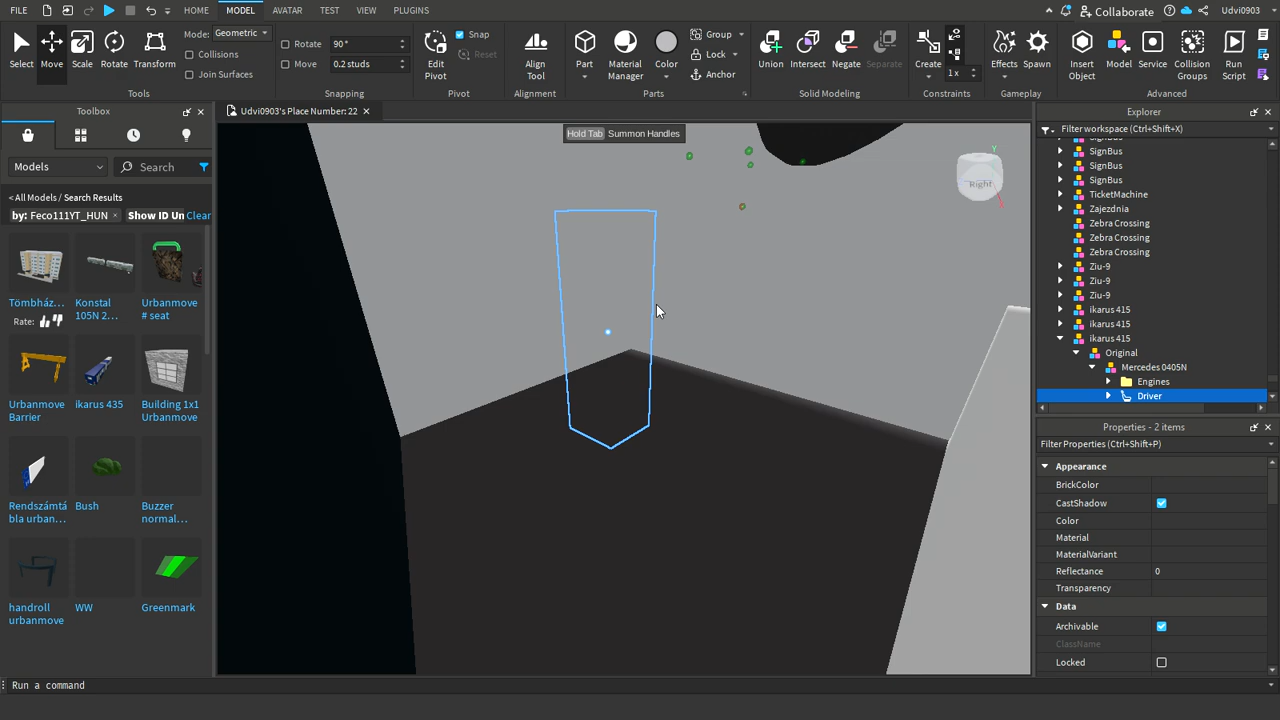 FILE
HOME
MODEL
AVATAR
TEST
VIEW
PLUGINS
Collaborate
Udvi0903
Select
Move
Scale
Rotate
Transform
Mode: Geometric
Collisions
Join Surfaces
Tools
Rotate 90°
Move 0.2 studs
Snapping
Edit
Pivot
Snap
Reset
Pivot
Align
Tool
Alignment
Part
Material
Manager
Color
Group
Lock
Anchor
Parts
Union
Intersect
Negate
Separate
Solid Modeling
Create
1 x
Constraints
Effects
Spawn
Gameplay
Insert
Object
Model
Service
Collision
Groups
Run
Script
Advanced
Toolbox
Models
Search
< All Models / Search Results
by: Feco111YT_HUN
Show ID Un
Clear
Tömbház...
Rate:
Konstal
105N 2...
Urbanmove
# seat
Urbanmove
Barrier
ikarus 435
Building 1x1
Urbanmove
Rendszámtá
bla urban...
Bush
Buzzer
normal...
handroll
urbanmove
WW
Greenmark
Udvi0903's Place Number: 22
Hold Tab Summon Handles
Right
Y
Explorer
Filter workspace (Ctrl+Shift+X)
SignBus
SignBus
SignBus
SignBus
TicketMachine
Zajezdnia
Zebra Crossing
Zebra Crossing
Zebra Crossing
Ziu-9
Ziu-9
Ziu-9
ikarus 415
ikarus 415
ikarus 415
Original
Mercedes 0405N
Engines
Driver
Properties - 2 items
Filter Properties (Ctrl+Shift+P)
Appearance
BrickColor
CastShadow
Color
Material
MaterialVariant
Reflectance 0
Transparency
Data
Archivable
ClassName
Locked
Run a command